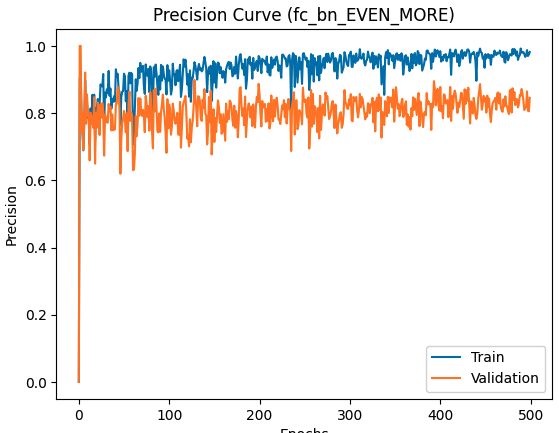 Precision Curve (fc_bn_EVEN_MORE)
1.0
0.8
0.6
0.4
0.2
0.0
Precision
0 100 200 300 400 500
Epochs
Train
Validation